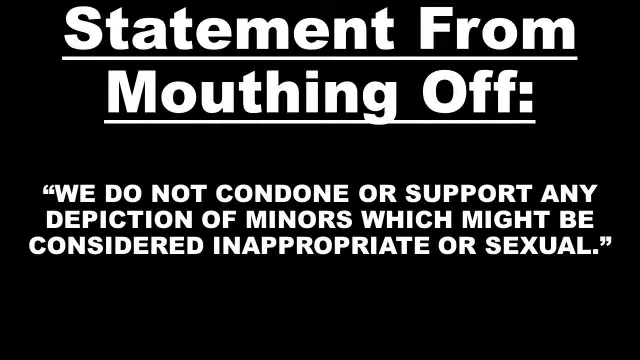 Statement From
Mouthing Off:
“WE DO NOT CONDONE OR SUPPORT ANY
DEPICTION OF MINORS WHICH MIGHT BE
CONSIDERED INAPPROPRIATE OR SEXUAL.”